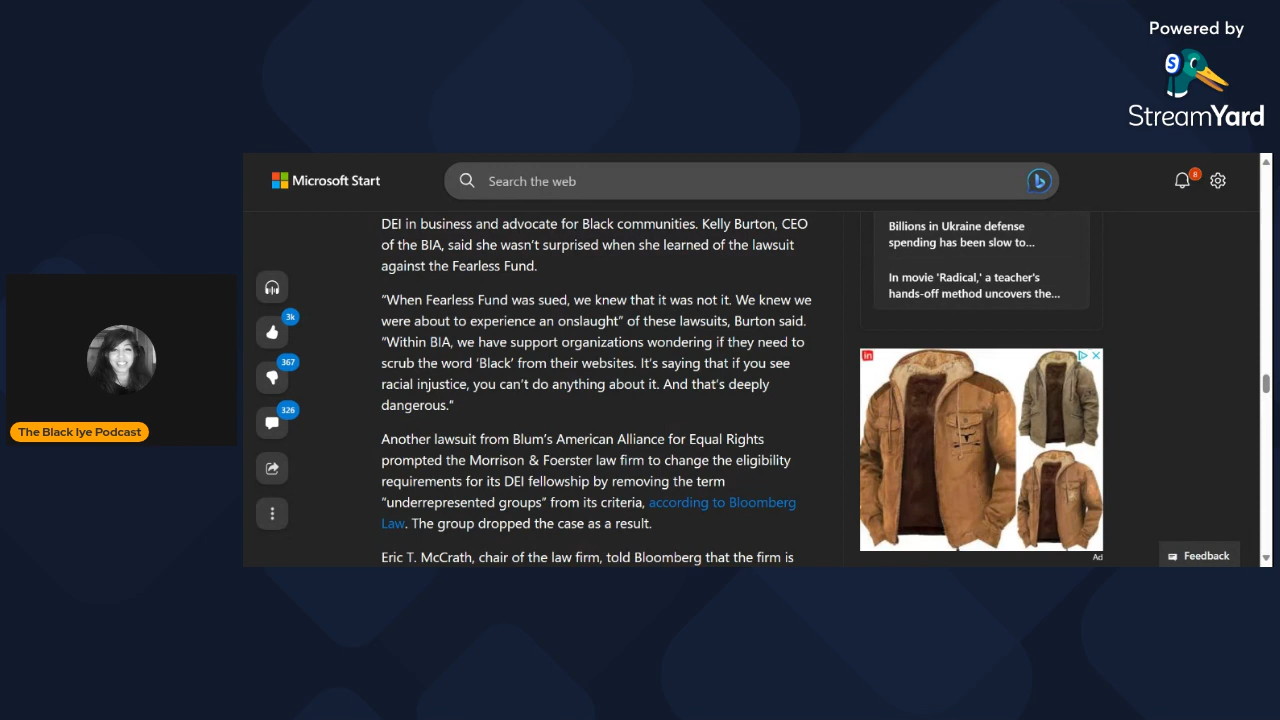 Powered by
StreamYard
Microsoft Start
Search the web
8
DEI in business and advocate for Black communities. Kelly Burton, CEO
of the BIA, said she wasn’t surprised when she learned of the lawsuit
against the Fearless Fund.
“When Fearless Fund was sued, we knew that it was not it. We knew we
were about to experience an onslaught” of these lawsuits, Burton said.
“Within BIA, we have support organizations wondering if they need to
scrub the word ‘Black’ from their websites. It’s saying that if you see
racial injustice, you can’t do anything about it. And that’s deeply
dangerous.”
Another lawsuit from Blum’s American Alliance for Equal Rights
prompted the Morrison & Foerster law firm to change the eligibility
requirements for its DEI fellowship by removing the term
“underrepresented groups” from its criteria, according to Bloomberg
Law. The group dropped the case as a result.
Eric T. McCrath, chair of the law firm, told Bloomberg that the firm is
3k
367
326
Billions in Ukraine defense
spending has been slow to...
In movie 'Radical,' a teacher's
hands-off method uncovers the...
in
Ad
Feedback
The Black Iye Podcast